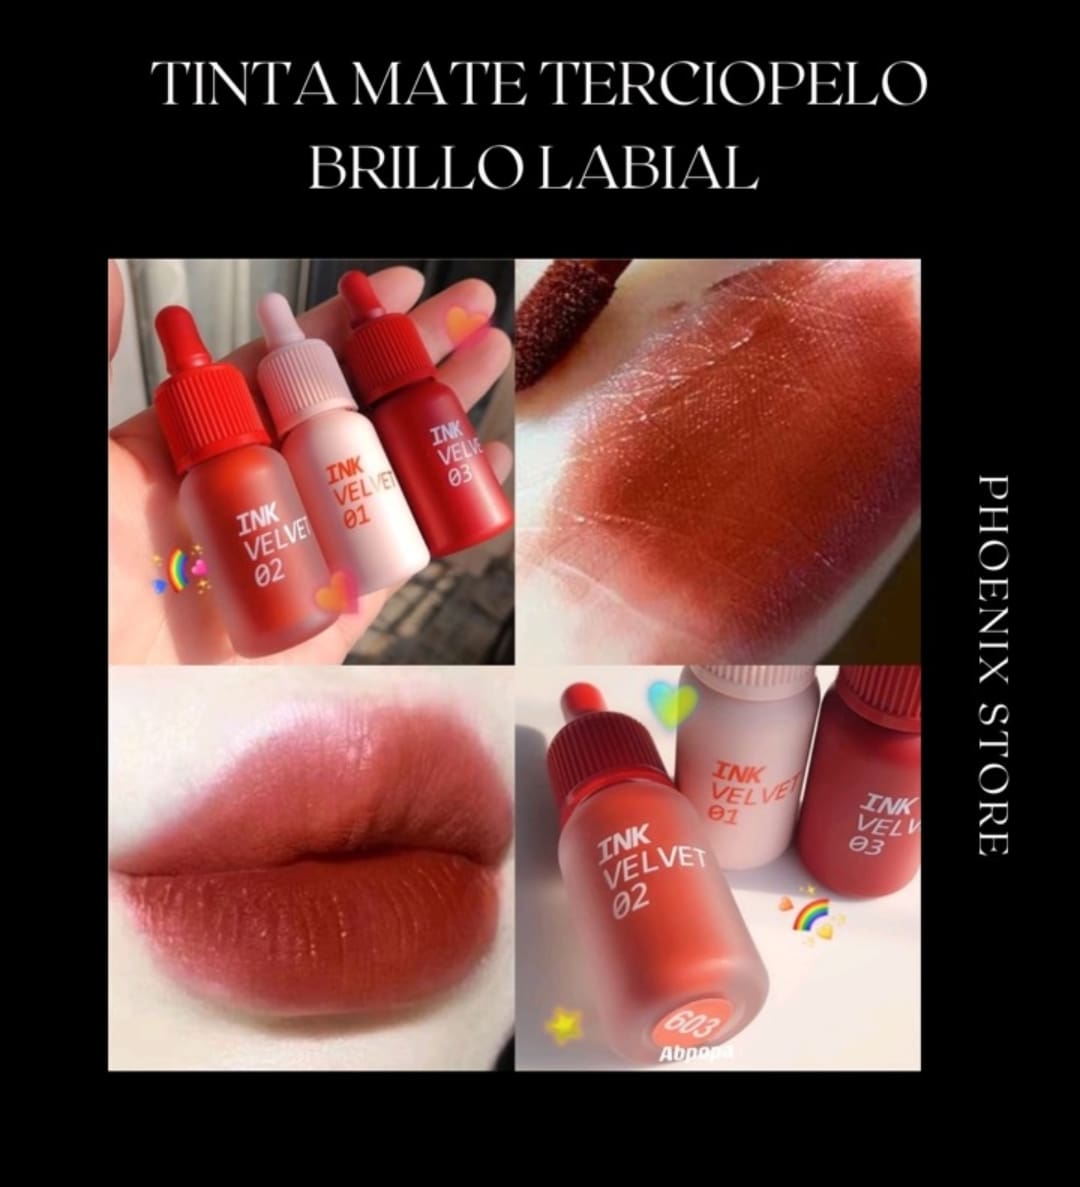 TINTA MATE TERCIOPELO
BRILLO LABIAL
INK
VELVET
02
INK
VELVET
01
INK
VELVE
03
INK
VELVET
02
INK
VELVET
01
INK
VELV
03
603
Abpopa
PHOENIX STORE